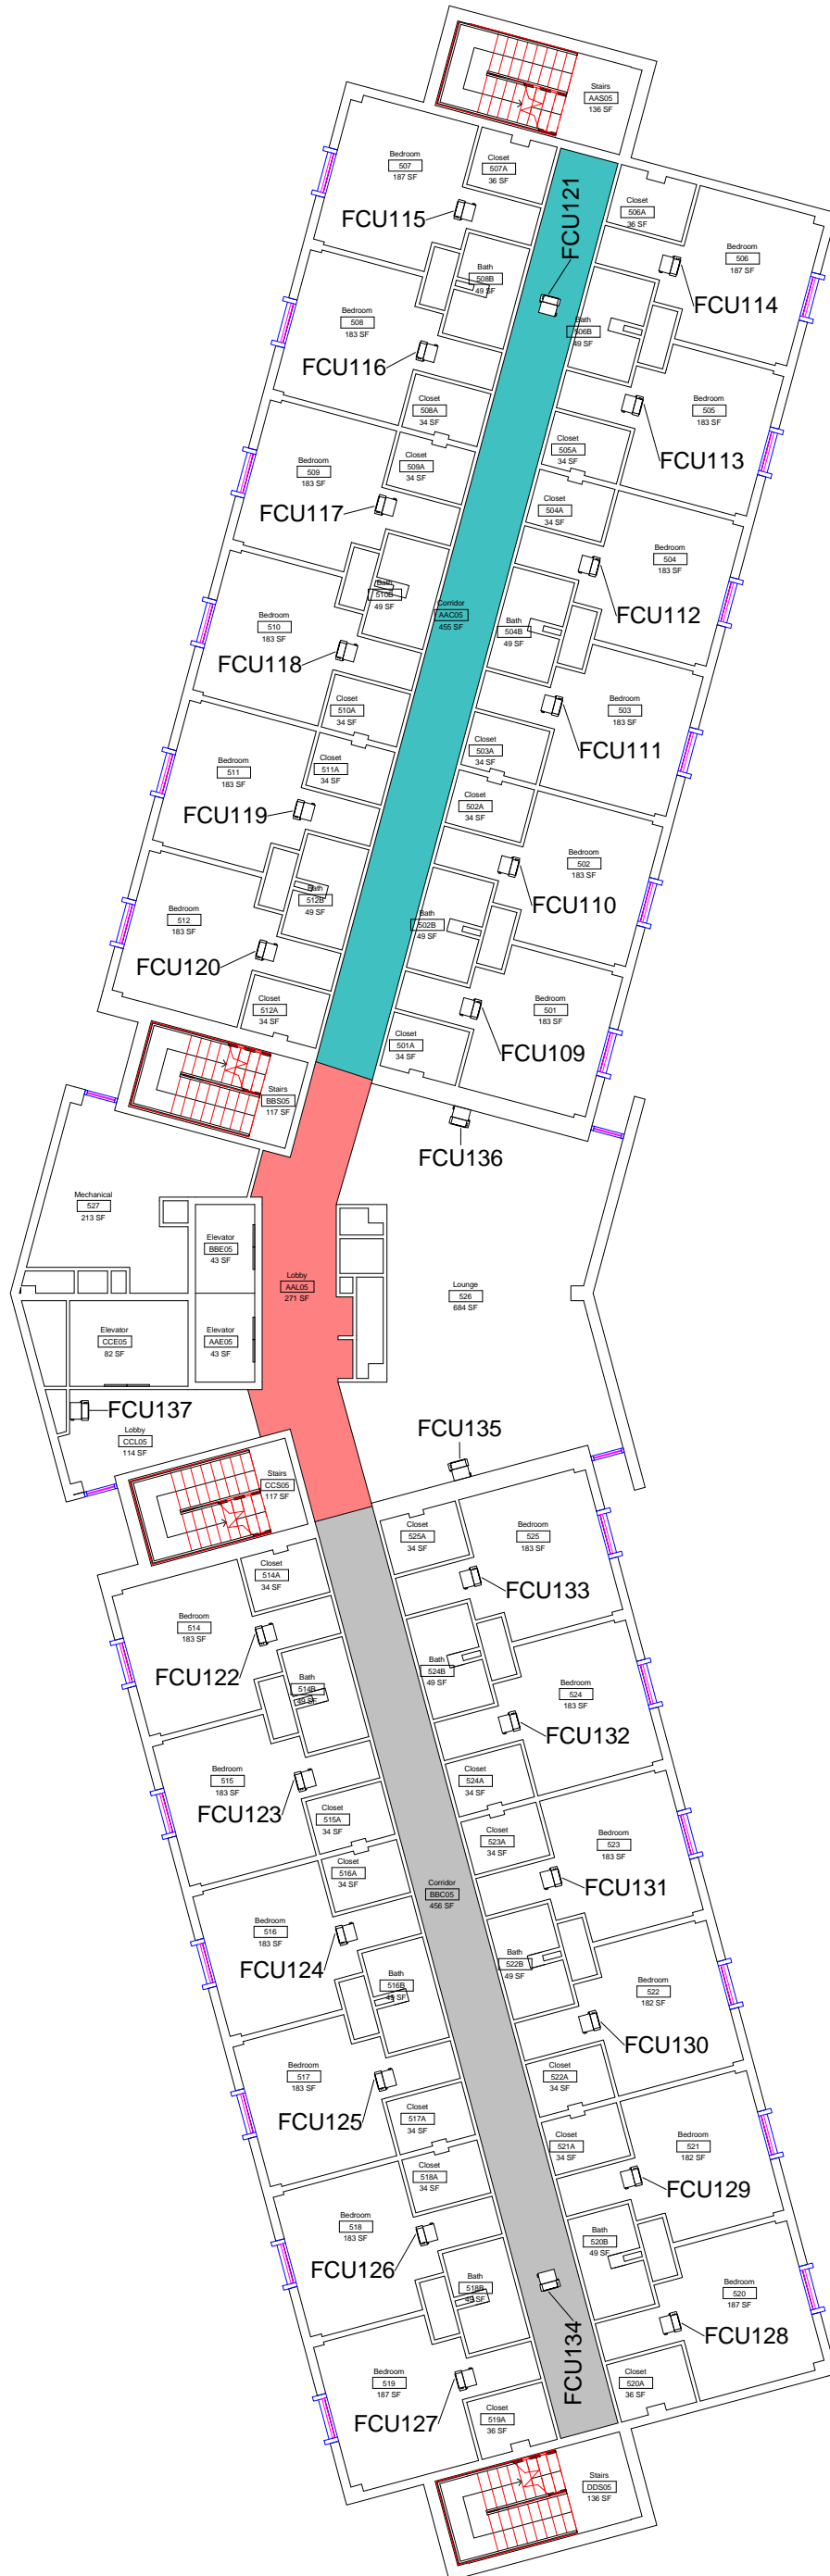 Stairs
AAS05
136 SF
Bedroom
507
187 SF
Closet
507A
36 SF
FCU115
FCU121
Closet
506A
36 SF
Bedroom
506
187 SF
FCU114
Bath
508B
49 SF
Bedroom
508
183 SF
FCU116
Bath
506B
49 SF
Closet
508A
34 SF
Bedroom
505
183 SF
FCU113
Closet
505A
34 SF
Closet
509A
34 SF
Bedroom
509
183 SF
FCU117
Closet
504A
34 SF
Bedroom
504
183 SF
FCU112
Bath
510B
49 SF
Corridor
AAC05
455 SF
Bedroom
510
183 SF
FCU118
Bath
504B
49 SF
Closet
510A
34 SF
Bedroom
503
183 SF
FCU111
Closet
503A
34 SF
Closet
511A
34 SF
Bedroom
511
183 SF
FCU119
Closet
502A
34 SF
Bedroom
502
183 SF
FCU110
Bath
512B
49 SF
Bedroom
512
183 SF
FCU120
Bath
502B
49 SF
Closet
512A
34 SF
Bedroom
501
183 SF
FCU109
Closet
501A
34 SF
Stairs
BBS05
117 SF
FCU136
Mechanical
527
213 SF
Elevator
BBE05
43 SF
Lobby
AAL05
271 SF
Lounge
526
684 SF
Elevator
CCE05
82 SF
Elevator
AAE05
43 SF
FCU137
Lobby
CCL05
114 SF
FCU135
Stairs
CCS05
117 SF
Closet
525A
34 SF
Bedroom
525
183 SF
FCU133
Closet
514A
34 SF
Bedroom
514
183 SF
FCU122
Bath
514B
49 SF
Bath
524B
49 SF
Bedroom
524
183 SF
FCU132
Bedroom
515
183 SF
FCU123
Closet
515A
34 SF
Closet
524A
34 SF
Closet
516A
34 SF
Closet
523A
34 SF
Bedroom
523
183 SF
FCU131
Corridor
BBC05
456 SF
Bedroom
516
183 SF
FCU124
Bath
516B
49 SF
Bath
522B
49 SF
Bedroom
522
182 SF
FCU130
Bedroom
517
183 SF
FCU125
Closet
517A
34 SF
Closet
522A
34 SF
Closet
518A
34 SF
Closet
521A
34 SF
Bedroom
521
182 SF
FCU129
Bedroom
518
183 SF
FCU126
Bath
518B
49 SF
Bath
520B
49 SF
Bedroom
520
187 SF
FCU128
FCU134
Bedroom
519
187 SF
FCU127
Closet
519A
36 SF
Closet
520A
36 SF
Stairs
DDS05
136 SF